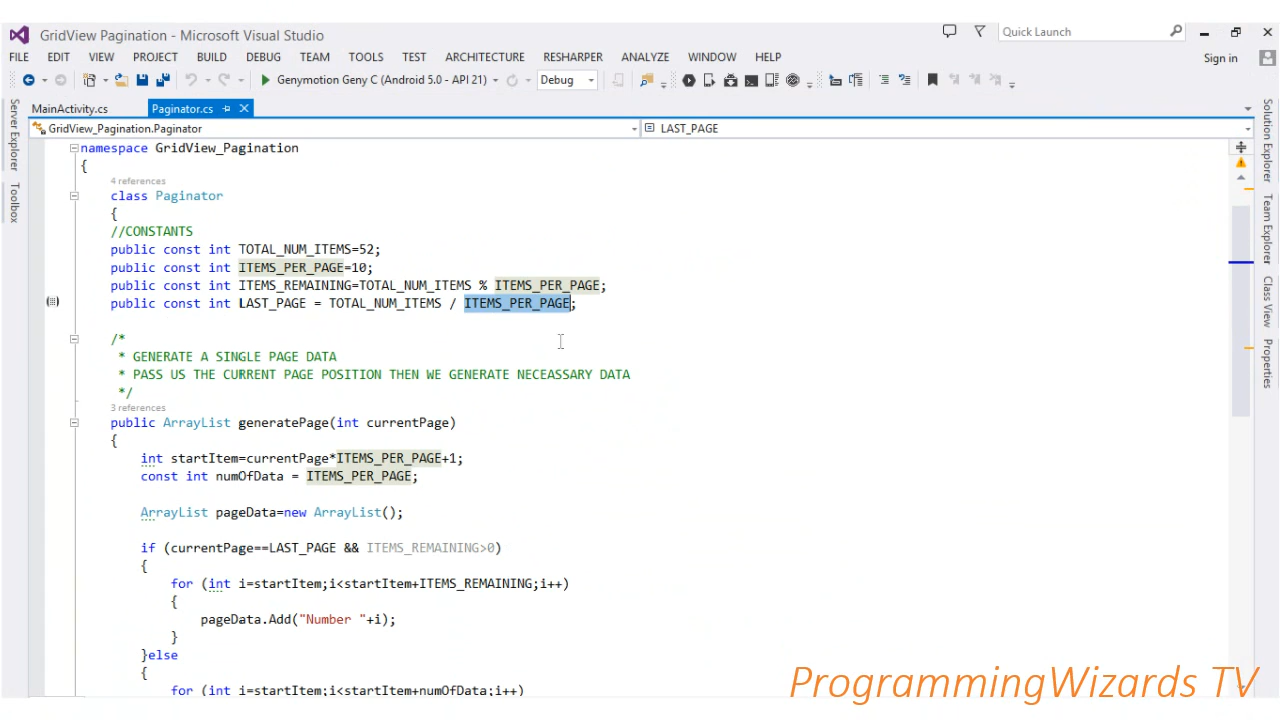 GridView Pagination - Microsoft Visual Studio
Quick Launch
FILE EDIT VIEW PROJECT BUILD DEBUG TEAM TOOLS TEST ARCHITECTURE RESHARPER ANALYZE WINDOW HELP
Sign in
Genymotion Geny C (Android 5.0 - API 21)
Debug
MainActivity.cs
Paginator.cs
GridView_Pagination.Paginator
LAST_PAGE
Server Explorer
Toolbox
Solution Explorer
Team Explorer
Class View
Properties
namespace GridView_Pagination
{
4 references
class Paginator
{
//CONSTANTS
public const int TOTAL_NUM_ITEMS=52;
public const int ITEMS_PER_PAGE=10;
public const int ITEMS_REMAINING=TOTAL_NUM_ITEMS % ITEMS_PER_PAGE;
public const int LAST_PAGE = TOTAL_NUM_ITEMS / ITEMS_PER_PAGE;
/*
* GENERATE A SINGLE PAGE DATA
* PASS US THE CURRENT PAGE POSITION THEN WE GENERATE NECEASSARY DATA
*/
3 references
public ArrayList generatePage(int currentPage)
{
int startItem=currentPage*ITEMS_PER_PAGE+1;
const int numOfData = ITEMS_PER_PAGE;
ArrayList pageData=new ArrayList();
if (currentPage==LAST_PAGE && ITEMS_REMAINING>0)
{
for (int i=startItem;i<startItem+ITEMS_REMAINING;i++)
{
pageData.Add("Number "+i);
}
}else
{
for (int i=startItem;i<startItem+numOfData;i++)
ProgrammingWizards TV